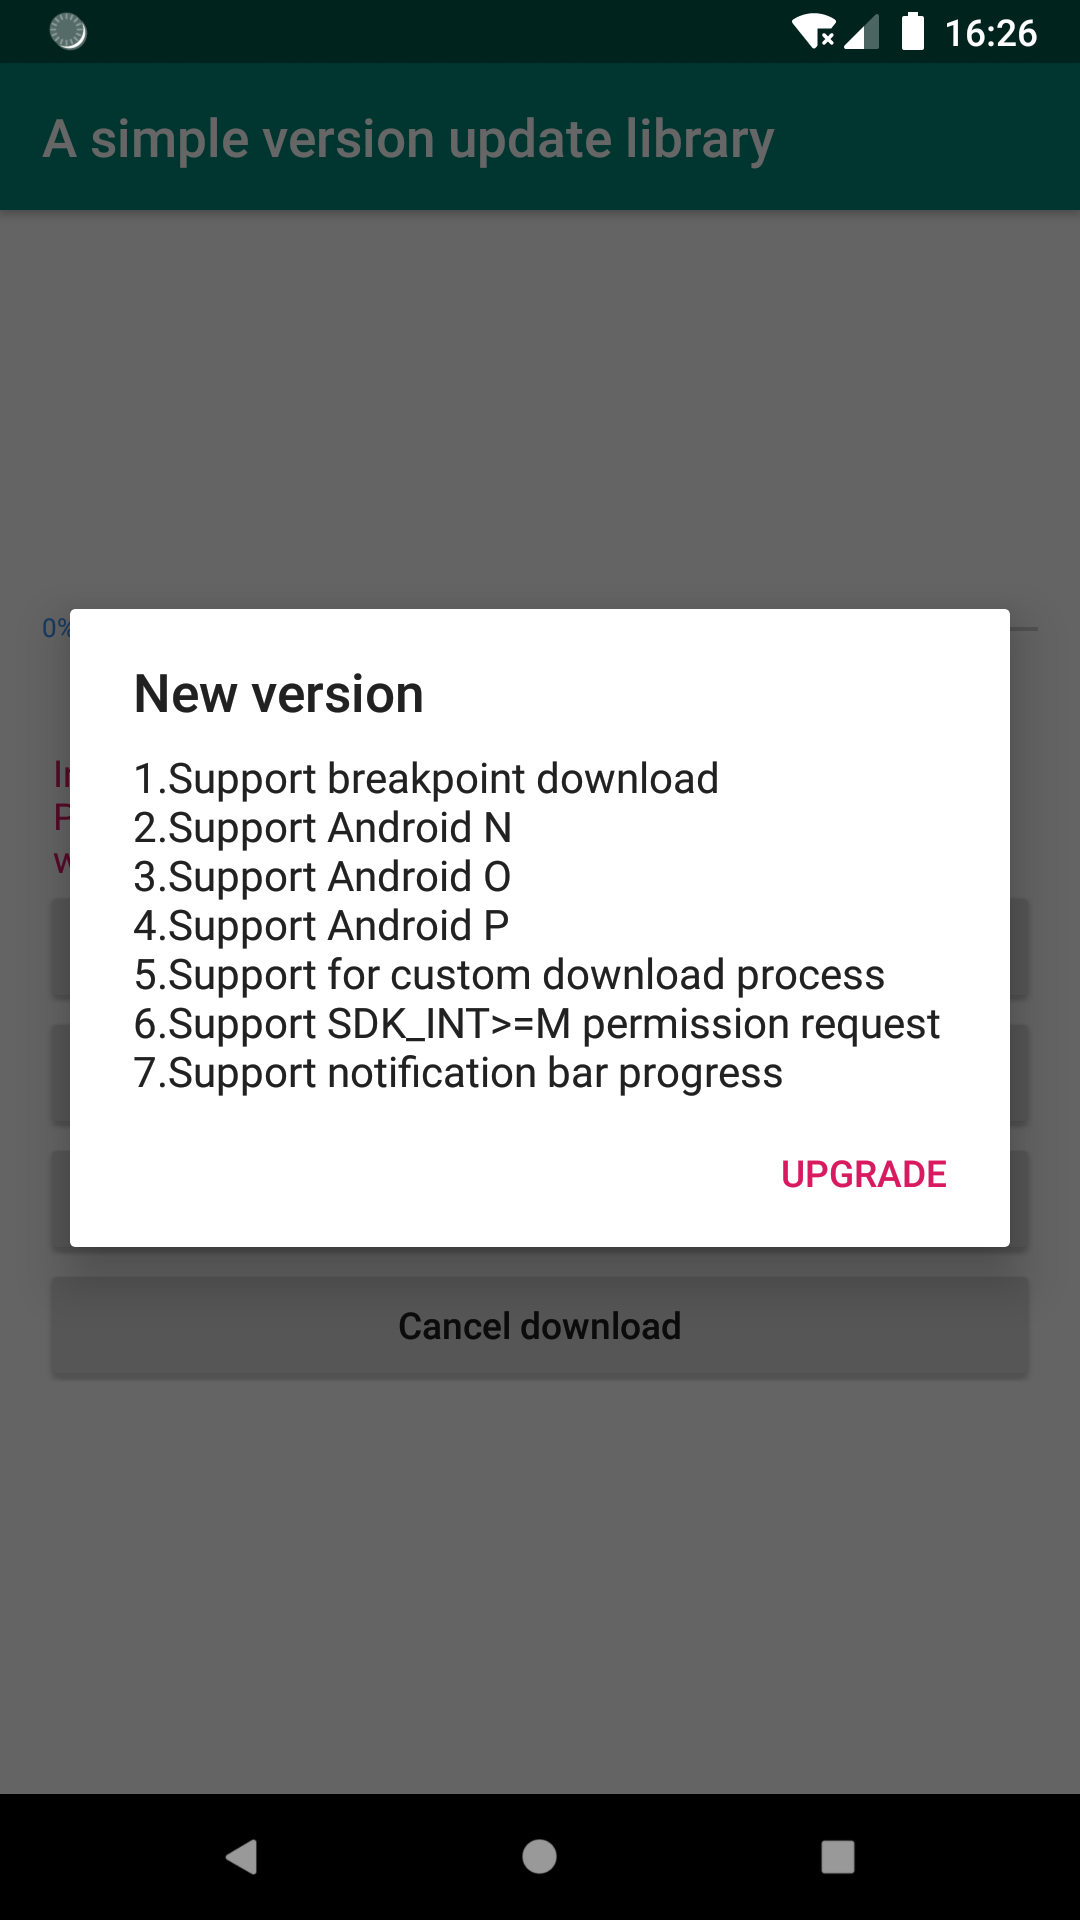 16:26
A simple version update library
0%
New version
1.Support breakpoint download
2.Support Android N
3.Support Android O
4.Support Android P
5.Support for custom download process
6.Support SDK_INT>=M permission request
7.Support notification bar progress
UPGRADE
Cancel download